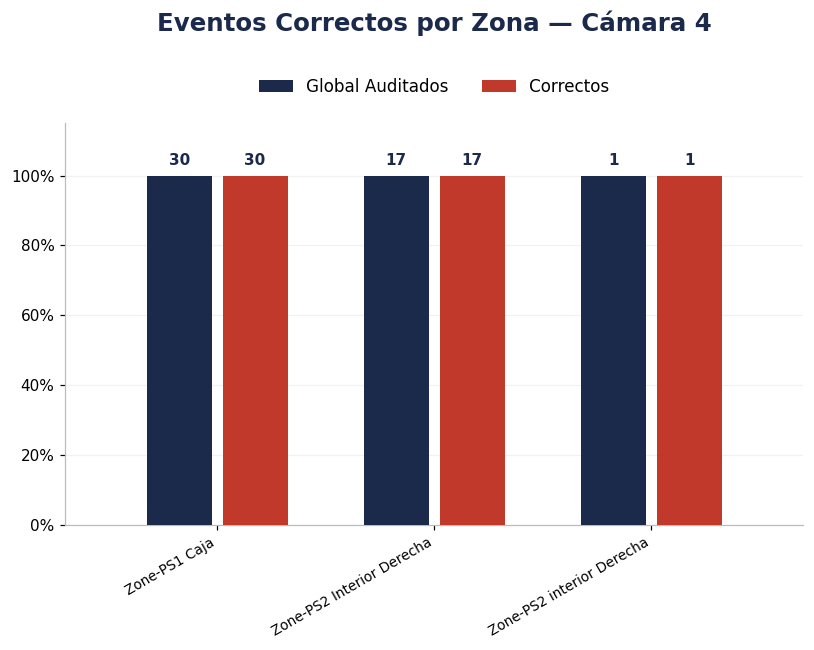 Eventos Correctos por Zona — Cámara 4
Global Auditados Correctos
30 30 17 17 1 1
100%
80%
60%
40%
20%
0%
Zone-PS1 Caja
Zone-PS2 Interior Derecha
Zone-PS2 interior Derecha